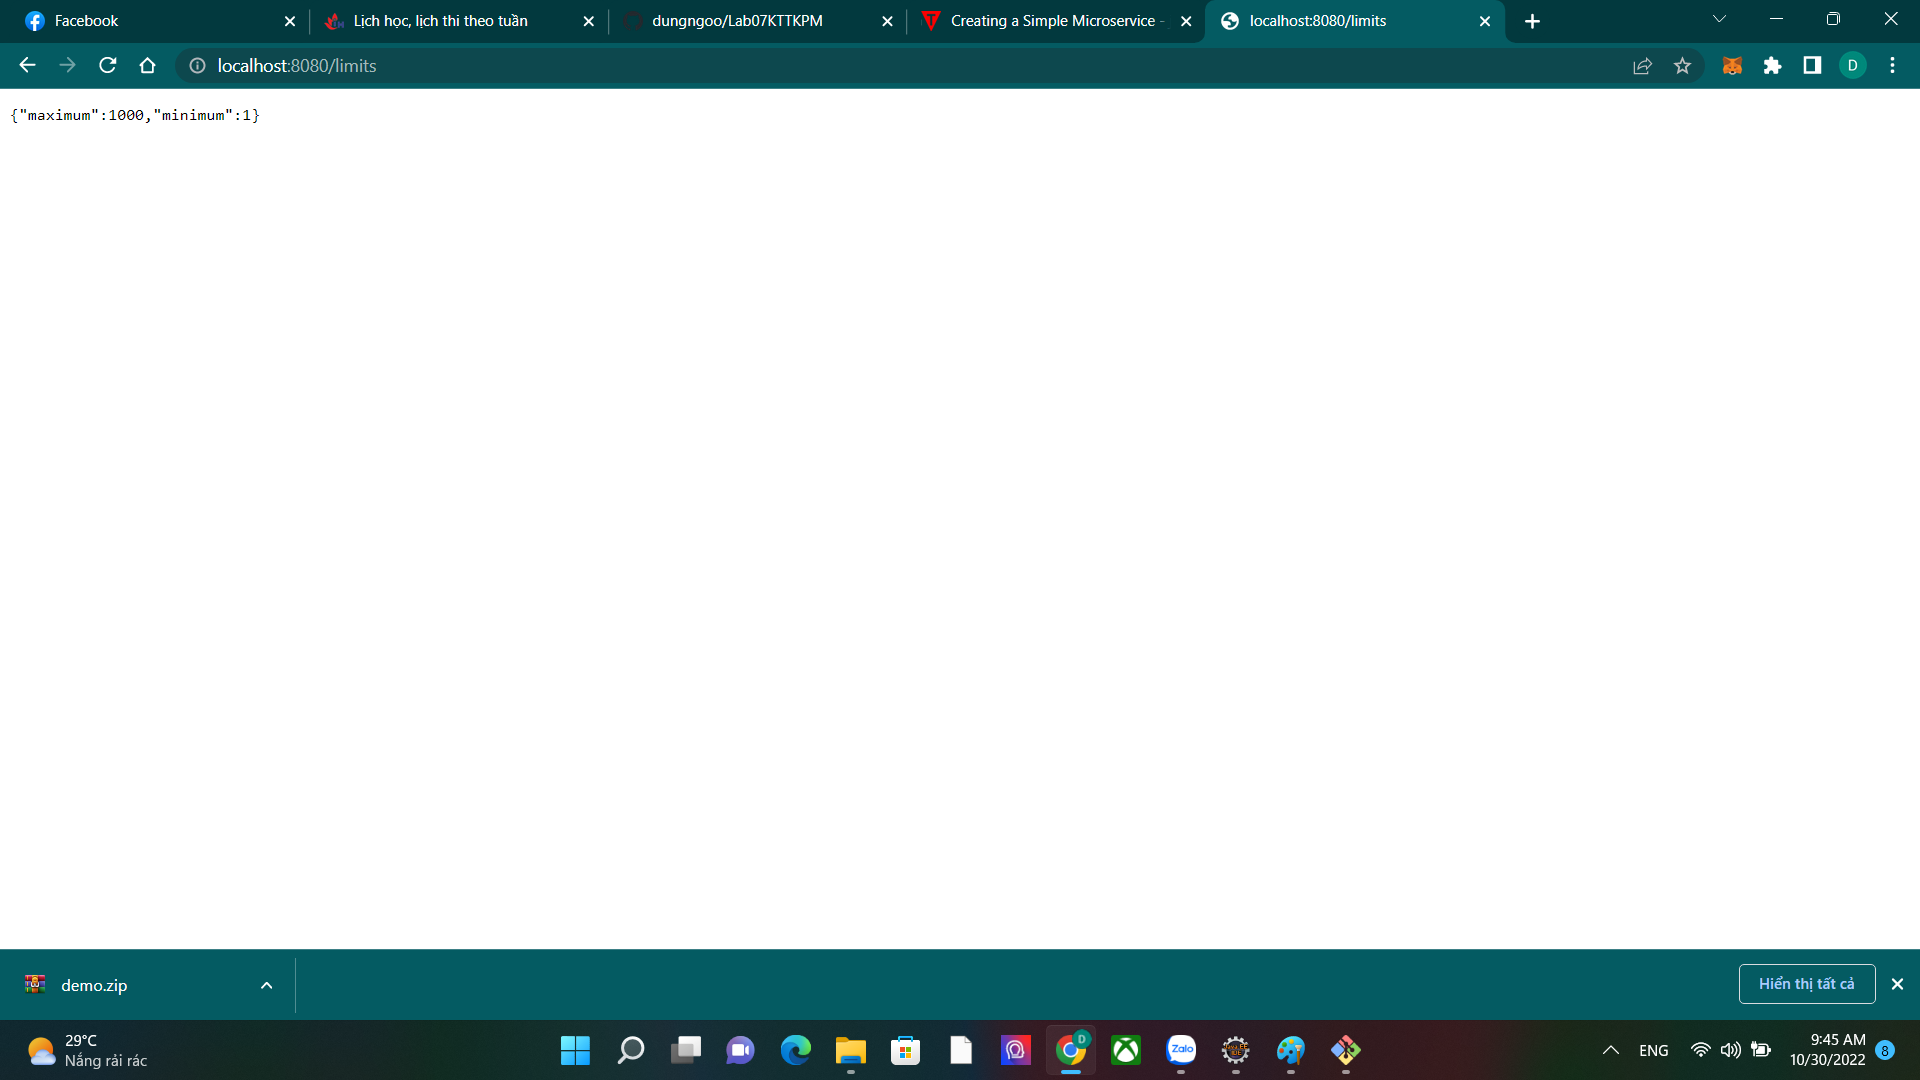 Facebook
Lịch học, lịch thi theo tuần
dungngoo/Lab07KTTKPM
Creating a Simple Microservice -
localhost:8080/limits
localhost:8080/limits
D
{"maximum":1000,"minimum":1}
demo.zip
Hiển thị tất cả
29°C
Nắng rải rác
D
Zalo
ENG
9:45 AM
10/30/2022
8